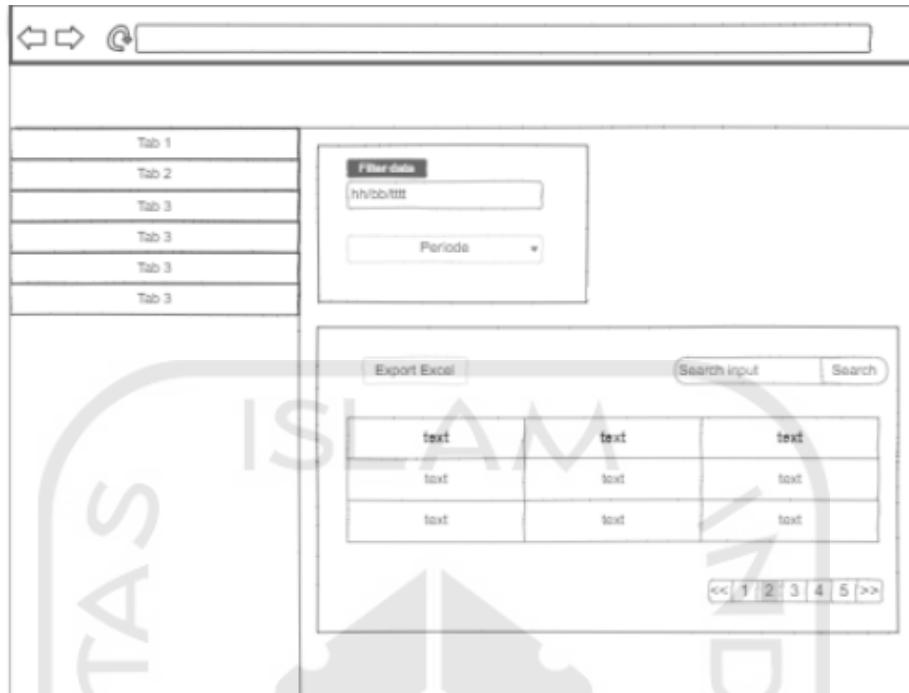 Tab 1
Tab 2
Tab 3
Tab 3
Tab 3
Tab 3
Filter data
hh/bb/tttt
Periode
Export Excel
Search input Search
text text text
text text text
text text text
<< 1 2 3 4 5 >>
ISLAM
TAS
IND